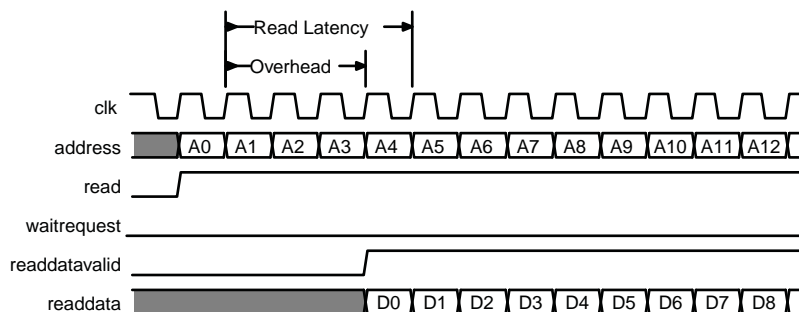 Read Latency
Overhead
clk
address A0 A1 A2 A3 A4 A5 A6 A7 A8 A9 A10 A11 A12
read
waitrequest
readdatavalid
readdata D0 D1 D2 D3 D4 D5 D6 D7 D8